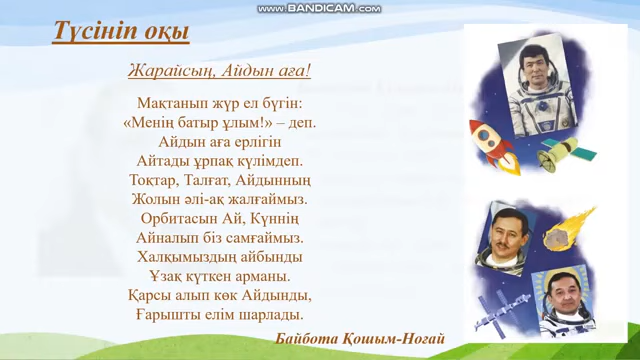 www.BANDICAM.com
Түсініп оқы
Жарайсың, Айдын аға!
Мақтанып жүр ел бүгін:
«Менің батыр ұлым!» – деп.
Айдын аға ерлігін
Айтады ұрпақ күлімдеп.
Тоқтар, Талғат, Айдынның
Жолын әлі-ақ жалғаймыз.
Орбитасын Ай, Күннің
Айналып біз самғаймыз.
Халқымыздың айбынды
Ұзақ күткен арманы.
Қарсы алып көк Айдынды,
Ғарышты елім шарлады.
Байбота Қошым-Ноғай